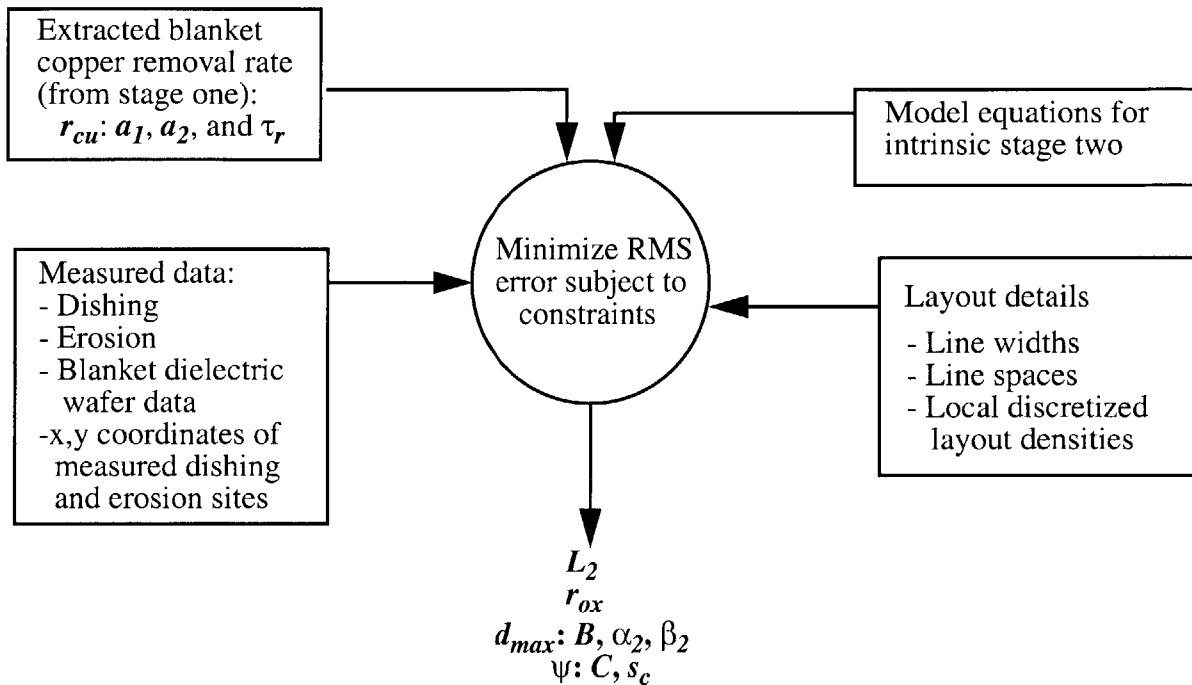 Extracted blanket
copper removal rate
(from stage one):
r_cu: a_1, a_2, and τ_r
Model equations for
intrinsic stage two
Minimize RMS
error subject to
constraints
Measured data:
- Dishing
- Erosion
- Blanket dielectric
wafer data
-x,y coordinates of
measured dishing
and erosion sites
Layout details
- Line widths
- Line spaces
- Local discretized
layout densities
L_2
r_ox
d_max: B, α_2, β_2
ψ: C, s_c